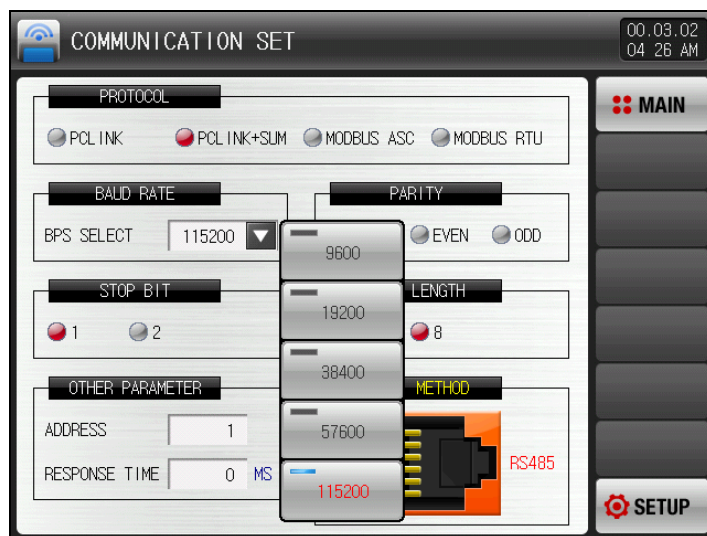 COMMUNICATION SET
00.03.02
04 26 AM
PROTOCOL
PCLINK PCLINK+SUM MODBUS ASC MODBUS RTU
MAIN
BAUD RATE
BPS SELECT 115200
PARITY
EVEN ODD
9600
19200
38400
57600
115200
STOP BIT
1 2
LENGTH
8
OTHER PARAMETER
ADDRESS 1
RESPONSE TIME 0 MS
METHOD
RS485
SETUP